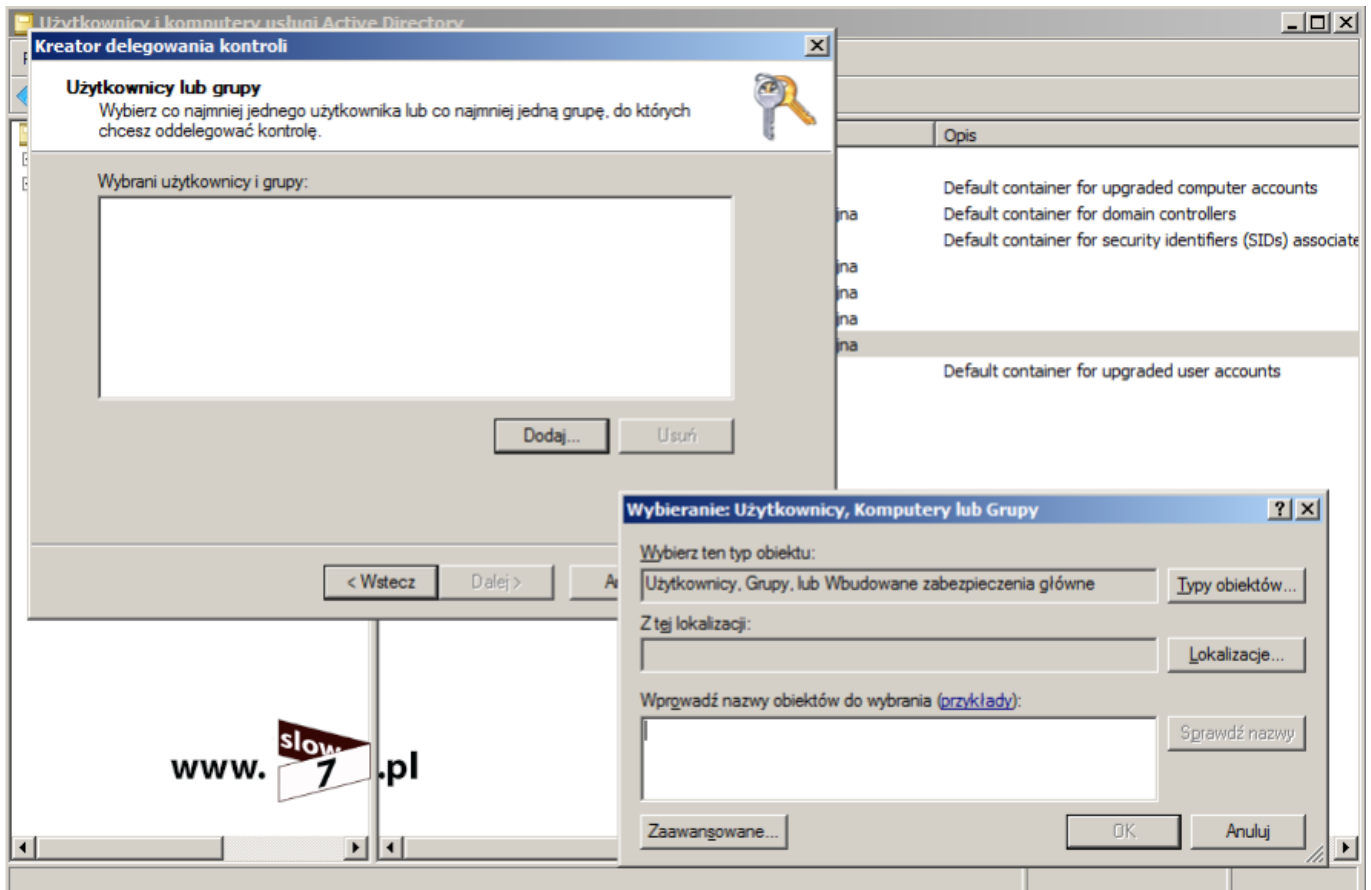 Użytkownicy i komputery usługi Active Directory
Kreator delegowania kontroli
Użytkownicy lub grupy
Wybierz co najmniej jednego użytkownika lub co najmniej jedną grupę, do których
chcesz oddelegować kontrolę.
Wybrani użytkownicy i grupy:
Dodaj...
Usuń
< Wstecz
Dalej >
Opis
Default container for upgraded computer accounts
jna
Default container for domain controllers
Default container for security identifiers (SIDs) associate
jna
jna
jna
jna
Default container for upgraded user accounts
Wybieranie: Użytkownicy, Komputery lub Grupy
Wybierz ten typ obiektu:
Użytkownicy, Grupy, lub Wbudowane zabezpieczenia główne
Typy obiektów...
Z tej lokalizacji:
Lokalizacje...
Wprowadź nazwy obiektów do wybrania (przykłady):
Sprawdź nazwy
Zaawansowane...
OK
Anuluj
www.slow7.pl